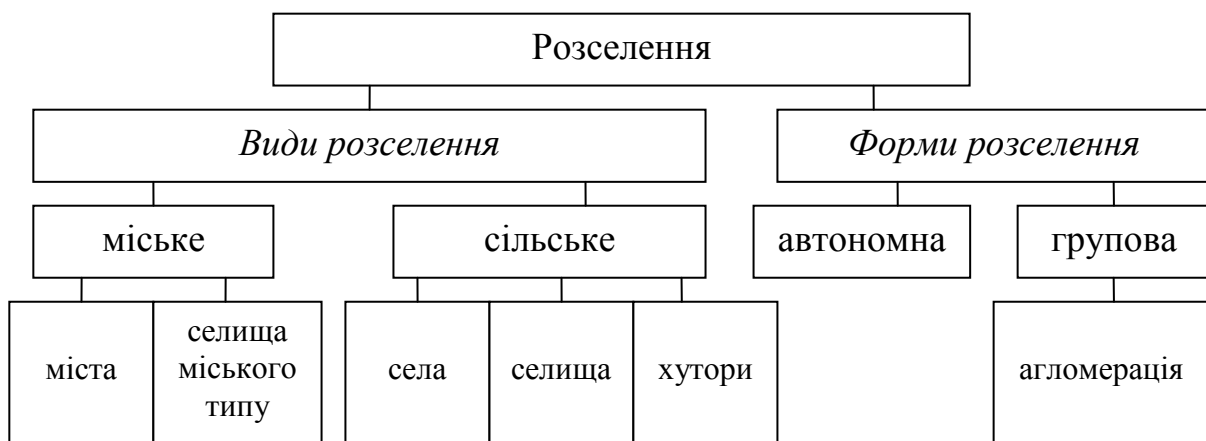 Розселення
Види розселення
Форми розселення
міське
сільське
автономна
групова
міста
селища
міського
типу
села
селища
хутори
агломерація